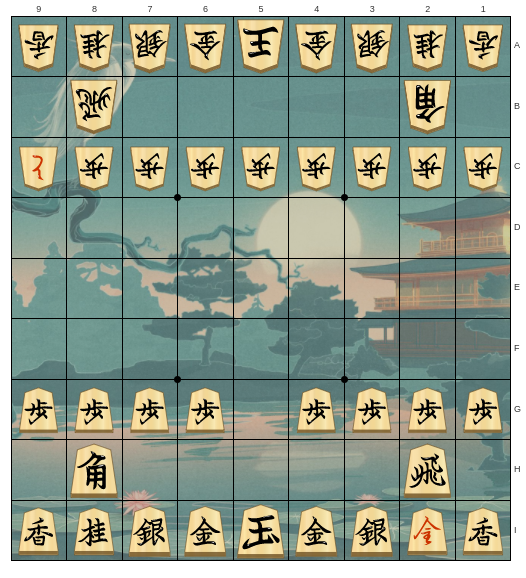 9 8 7 6 5 4 3 2 1
香 桂 銀 金 王 金 銀 桂 香 A
飛 角 B
と 歩 歩 歩 歩 歩 歩 歩 歩 C
D
E
F
歩 歩 歩 歩 歩 歩 歩 歩 G
角 飛 H
香 桂 銀 金 玉 金 銀 全 香 I